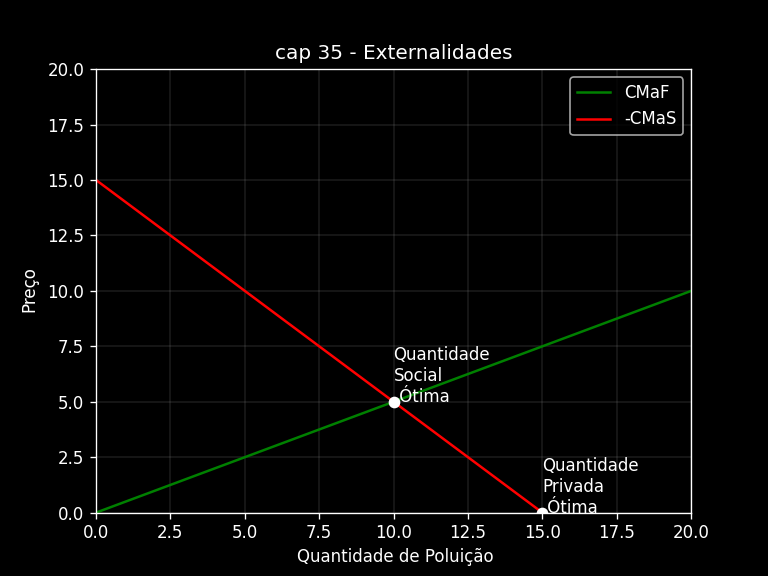 cap 35 - Externalidades
CMaF
-CMaS
Preço
20.0
17.5
15.0
12.5
10.0
7.5
5.0
2.5
0.0
Quantidade
Social
Ótima
Quantidade
Privada
Ótima
0.0 2.5 5.0 7.5 10.0 12.5 15.0 17.5 20.0
Quantidade de Poluição